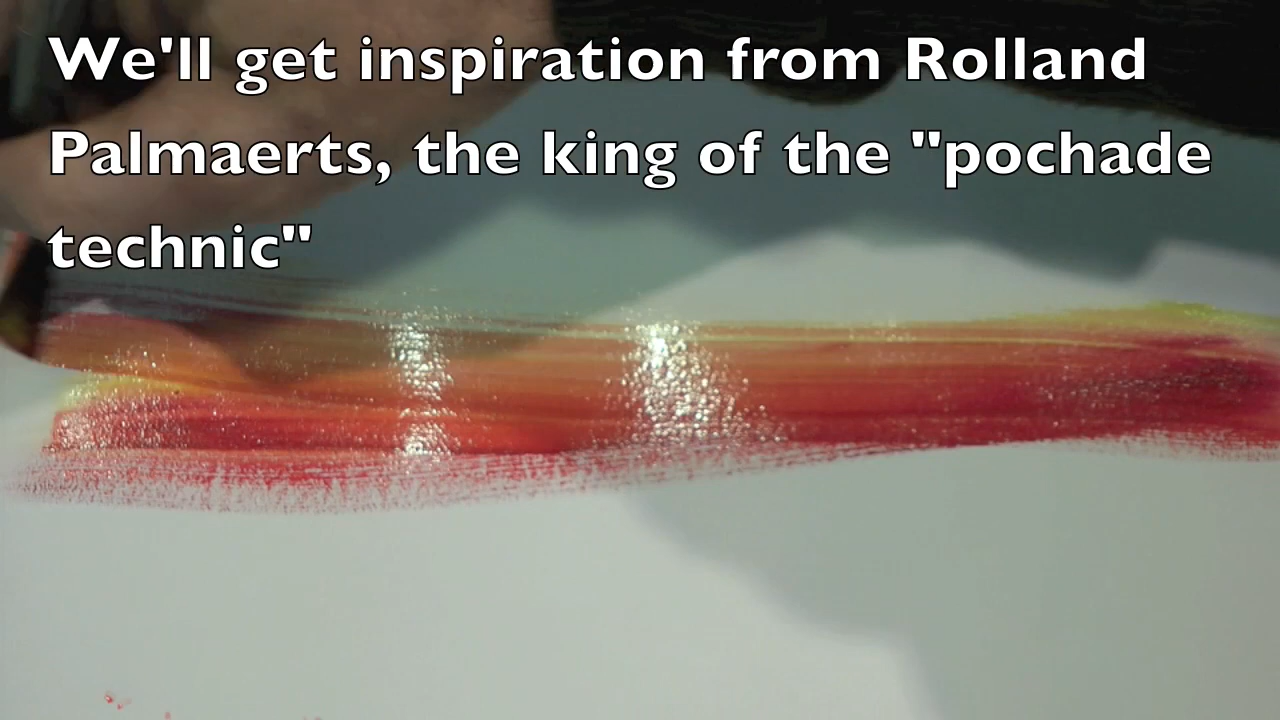 We'll get inspiration from Rolland
Palmaerts, the king of the "pochade
technic"